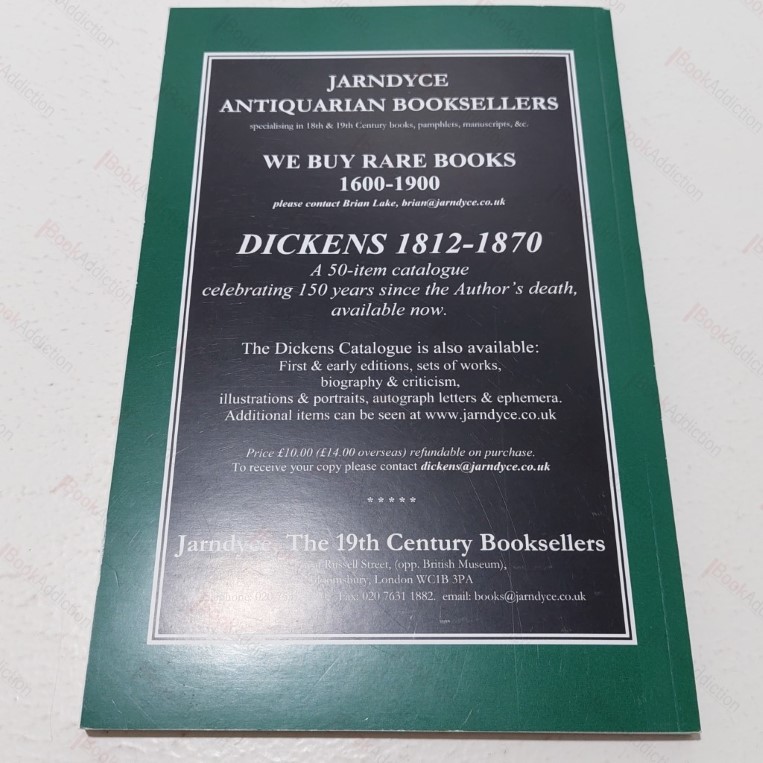 JARNDYCE
ANTIQUARIAN BOOKSELLERS
specialising in 18th & 19th Century books, pamphlets, manuscripts, &c.
WE BUY RARE BOOKS
1600-1900
please contact Brian Lake, brian@jarndyce.co.uk
DICKENS 1812-1870
A 50-item catalogue
celebrating 150 years since the Author's death,
available now.
The Dickens Catalogue is also available:
First & early editions, sets of works,
biography & criticism,
illustrations & portraits, autograph letters & ephemera.
Additional items can be seen at www.jarndyce.co.uk
Price £10.00 (£14.00 overseas) refundable on purchase.
To receive your copy please contact dickens@jarndyce.co.uk
* * * * *
Jarndyce, The 19th Century Booksellers
Russell Street, (opp. British Museum),
Bloomsbury, London WC1B 3PA
Fax: 020 7631 1882. email: books@jarndyce.co.uk
BookAddiction